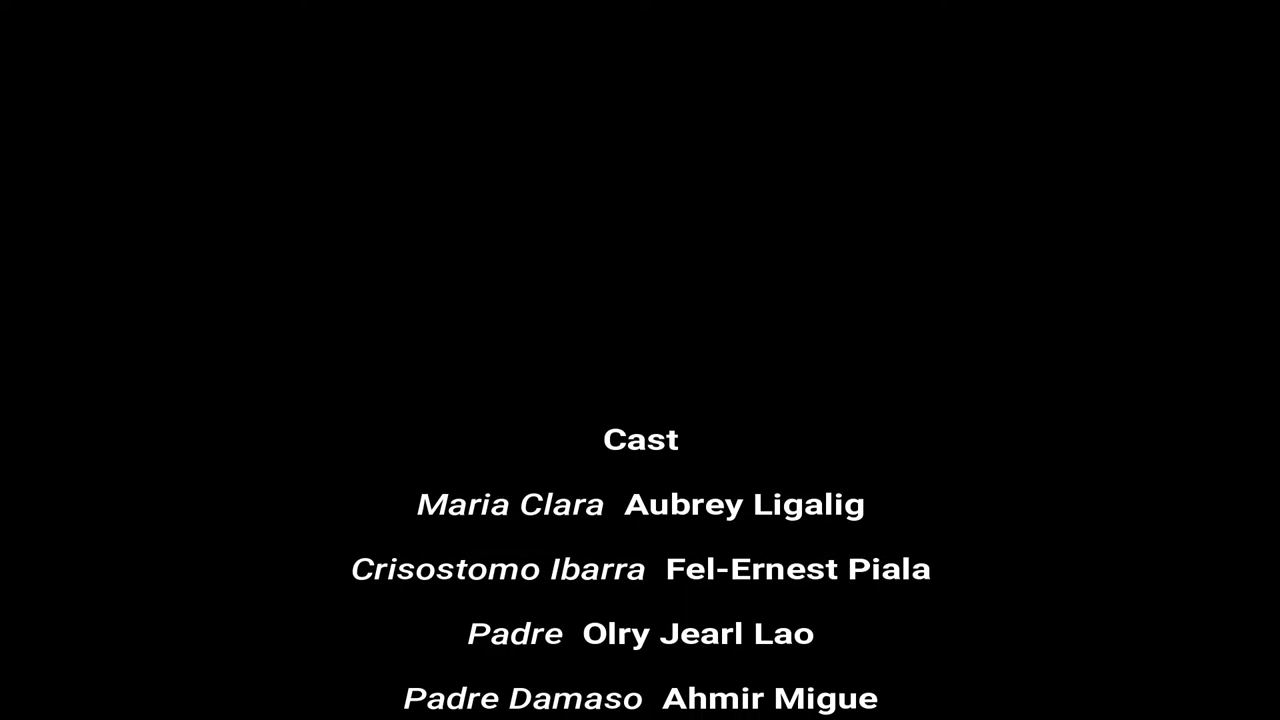 Cast
Maria Clara Aubrey Ligalig
Crisostomo Ibarra Fel-Ernest Piala
Padre Olry Jearl Lao
Padre Damaso Ahmir Migue